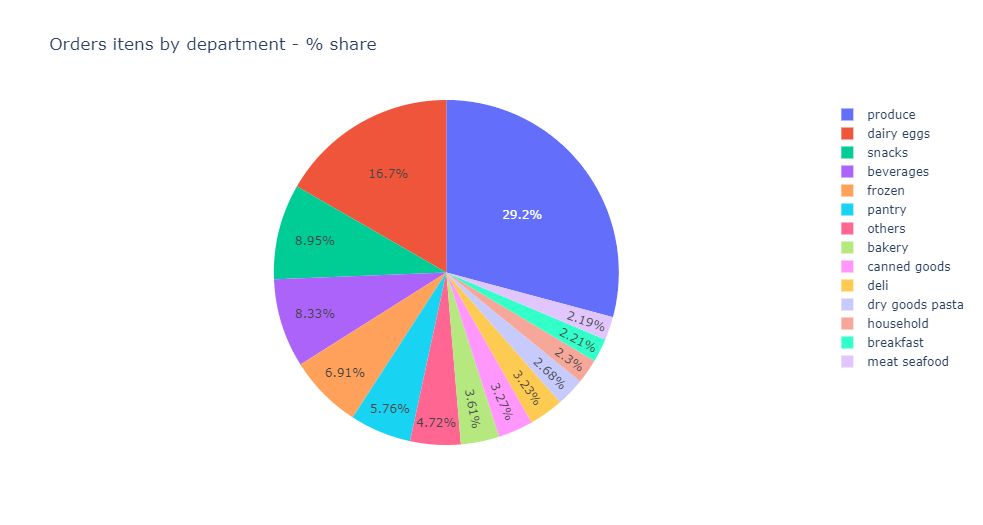 Orders itens by department - % share
29.2%
16.7%
8.95%
8.33%
6.91%
5.76%
4.72%
3.61%
3.27%
3.23%
2.68%
2.3%
2.21%
2.19%
produce
dairy eggs
snacks
beverages
frozen
pantry
others
bakery
canned goods
deli
dry goods pasta
household
breakfast
meat seafood